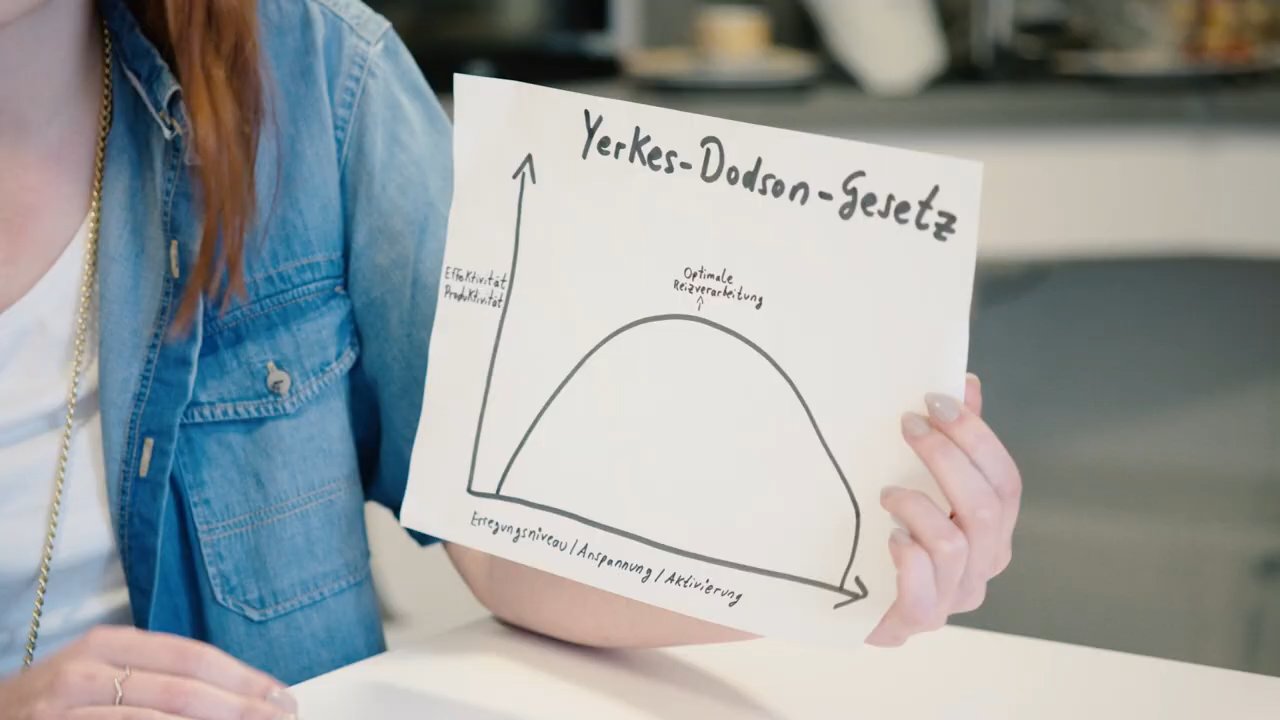 Yerkes-Dodson-Gesetz
Effektivität
Produktivität
Optimale
Reizverarbeitung
Erregungsniveau / Anspannung / Aktivierung